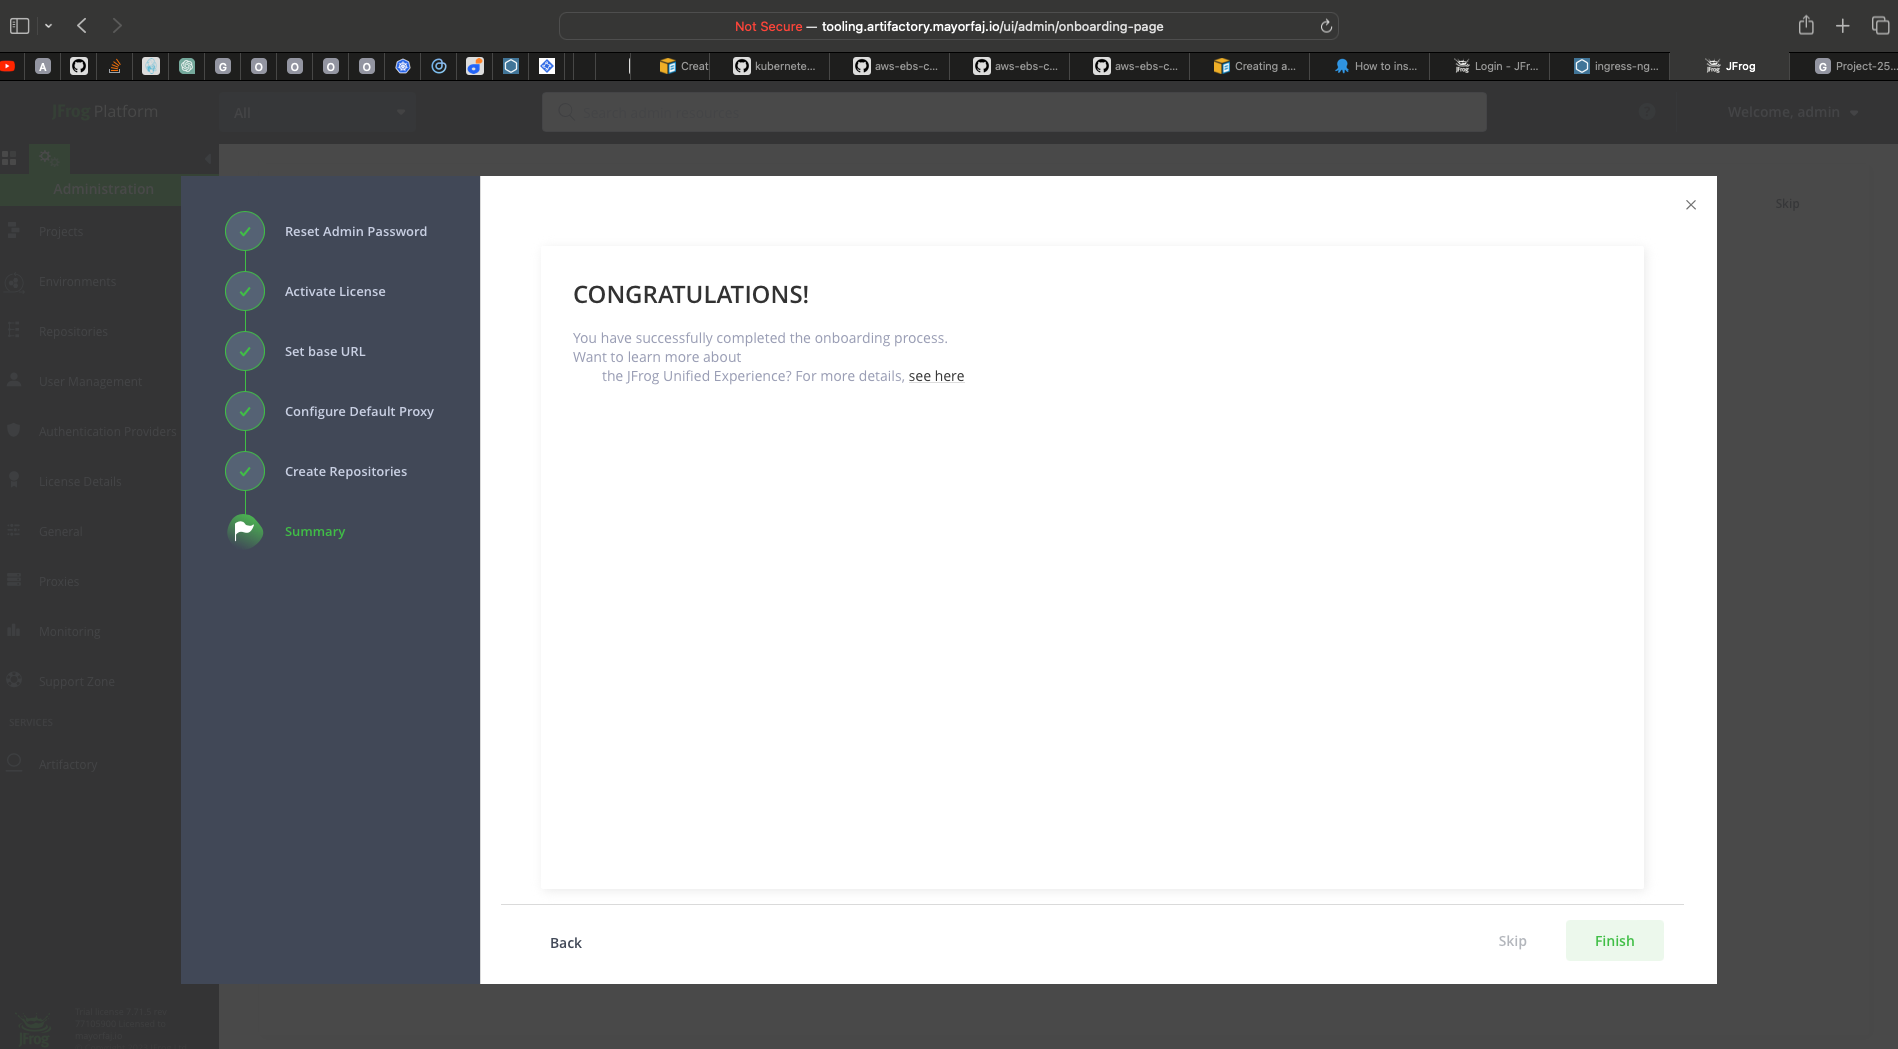 Not Secure — tooling.artifactory.mayorfaj.io/ui/admin/onboarding-page
A
G
O
O
O
O
Creat
kubernete...
aws-ebs-c...
aws-ebs-c...
aws-ebs-c...
Creating a...
How to ins...
Login - JFr...
ingress-ng...
JFrog
G
Project-25...
JFrog Platform
All
Search admin resources
Welcome, admin
Administration
Skip
Projects
Environments
Repositories
User Management
Authentication Providers
License Details
General
Proxies
Monitoring
Support Zone
SERVICES
Artifactory
JFrog
Reset Admin Password
Activate License
Set base URL
Configure Default Proxy
Create Repositories
Summary
CONGRATULATIONS!
You have successfully completed the onboarding process.
Want to learn more about
the JFrog Unified Experience? For more details, see here
Back
Skip
Finish